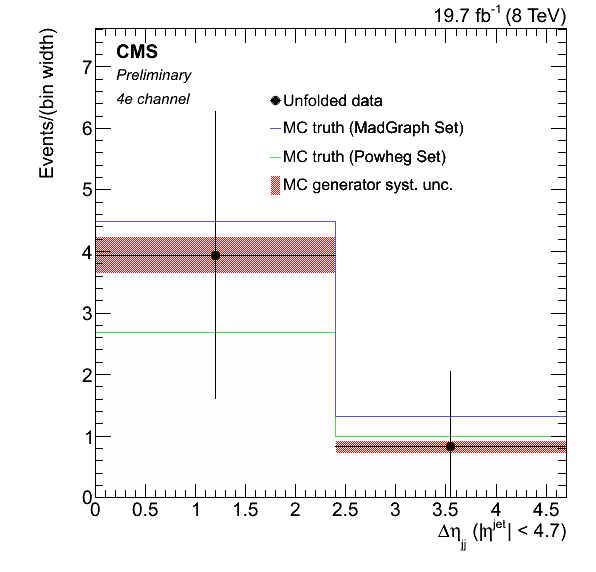 19.7 fb⁻¹ (8 TeV)
CMS
Preliminary
4e channel
Unfolded data
MC truth (MadGraph Set)
MC truth (Powheg Set)
MC generator syst. unc.
Events/(bin width)
7
6
5
4
3
2
1
0
0 0.5 1 1.5 2 2.5 3 3.5 4 4.5
Δη_jj (|η^jet| < 4.7)